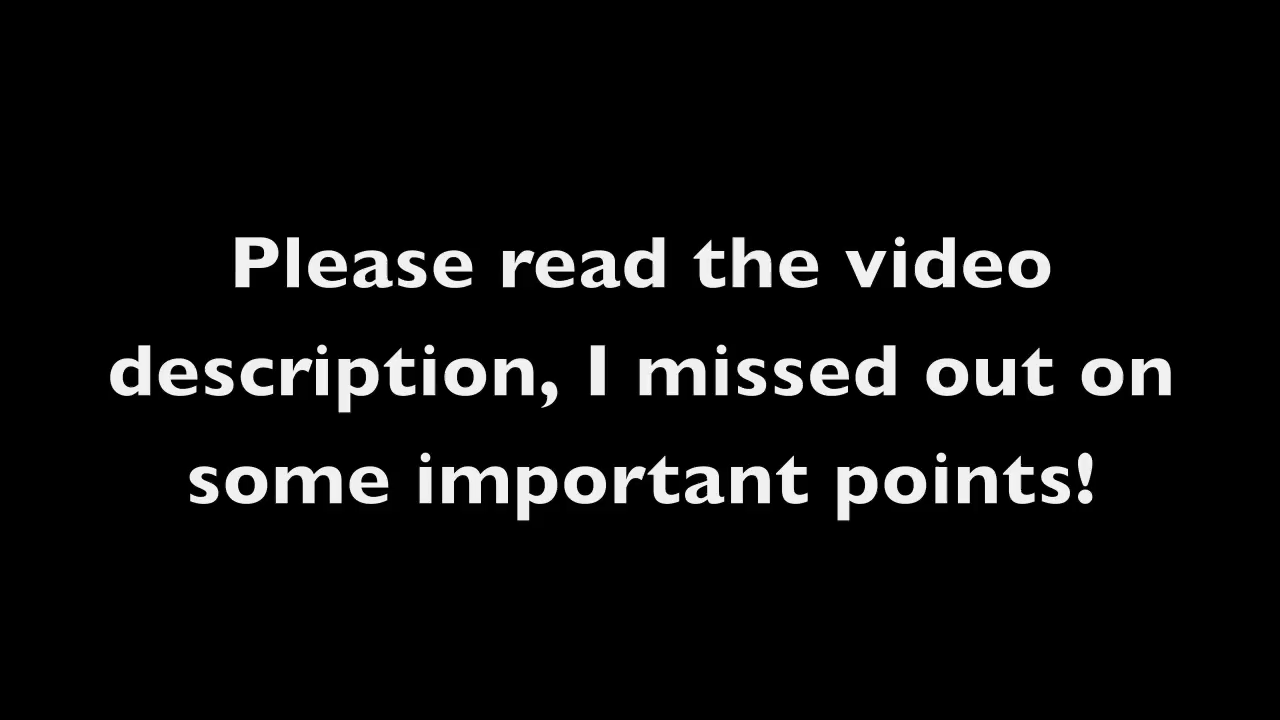 Please read the video
description, I missed out on
some important points!